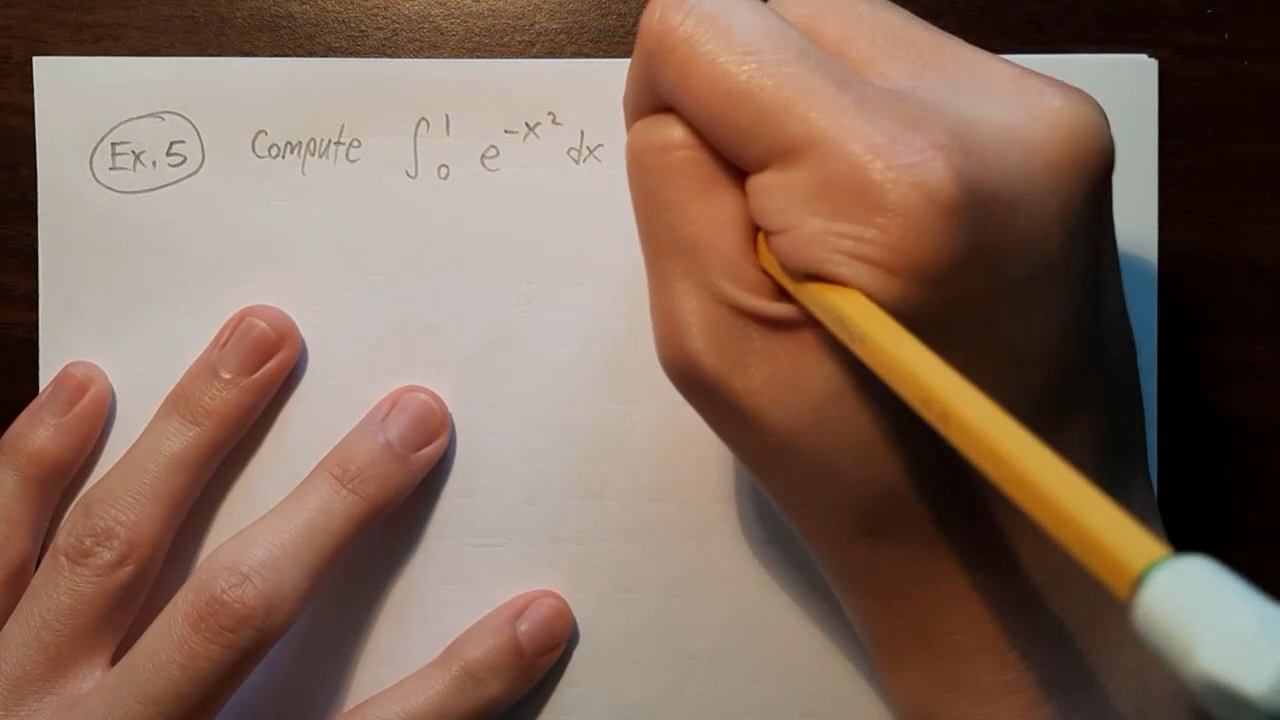 Ex. 5 Compute ∫₀¹ e^{-x²} dx